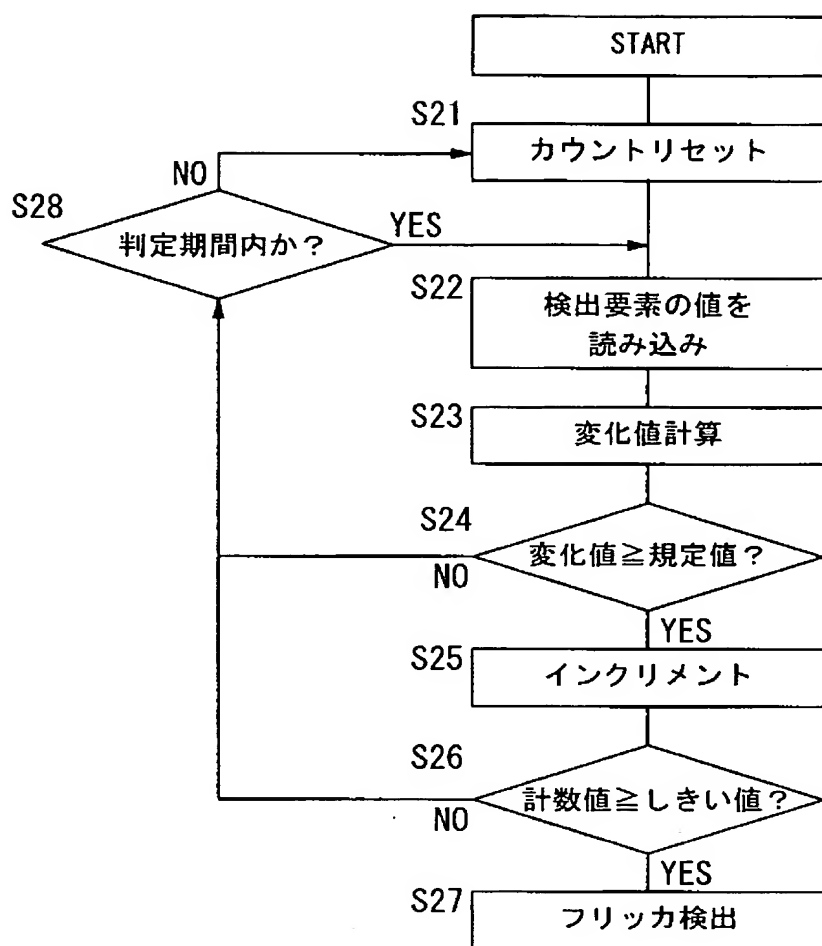 START
S21
カウントリセット
NO
S28
判定期間内か?
YES
S22
検出要素の値を
読み込み
S23
変化値計算
S24
変化値≧規定値?
NO
YES
S25
インクリメント
S26
計数値≧しきい値?
NO
YES
S27
フリッカ検出